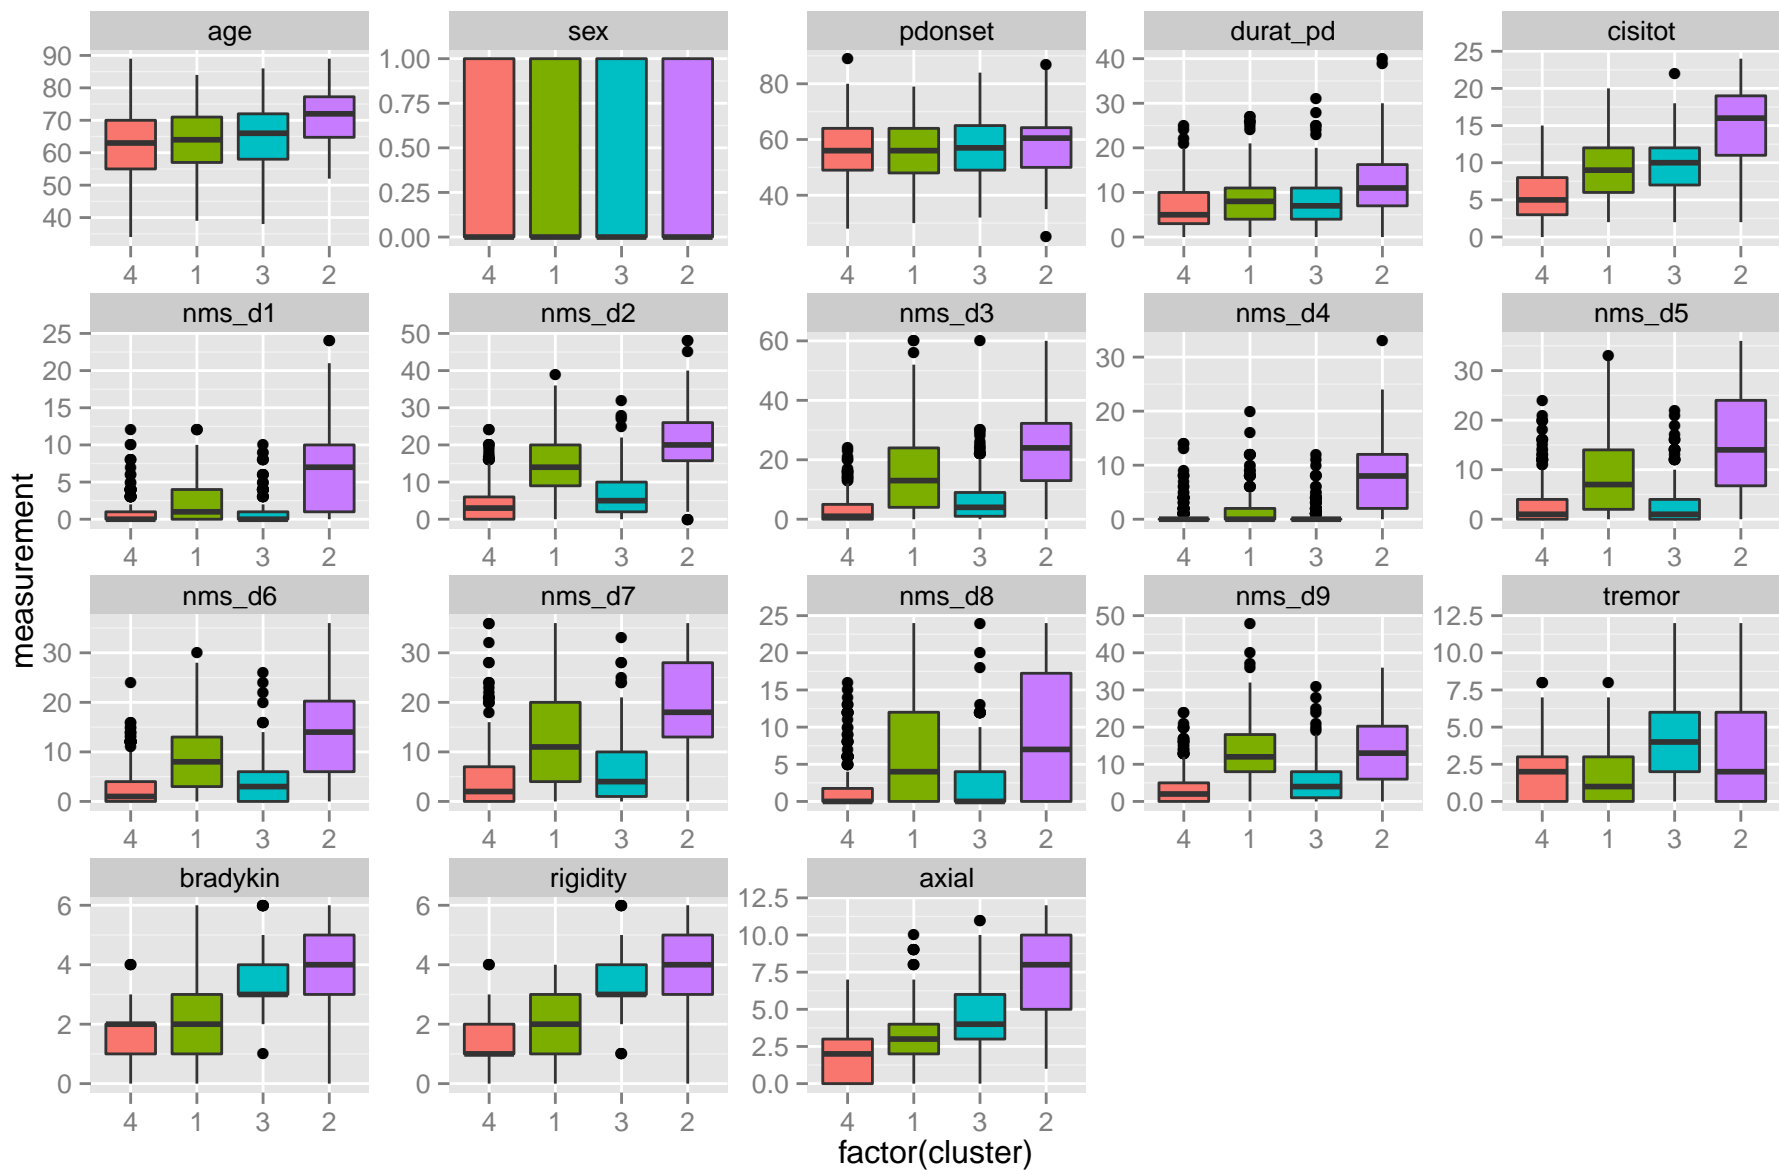 age sex pdonset durat_pd cisitot
90 80 70 60 50 40
1.00 0.75 0.50 0.25 0.00
80 60 40
40 30 20 10 0
25 20 15 10 5 0
4 1 3 2 4 1 3 2 4 1 3 2 4 1 3 2 4 1 3 2
nms_d1 nms_d2 nms_d3 nms_d4 nms_d5
25 20 15 10 5 0
50 40 30 20 10 0
60 40 20 0
30 20 10 0
30 20 10 0
4 1 3 2 4 1 3 2 4 1 3 2 4 1 3 2 4 1 3 2
measurement
nms_d6 nms_d7 nms_d8 nms_d9 tremor
30 20 10 0
30 20 10 0
25 20 15 10 5 0
50 40 30 20 10 0
12.5 10.0 7.5 5.0 2.5 0.0
4 1 3 2 4 1 3 2 4 1 3 2 4 1 3 2 4 1 3 2
bradykin rigidity axial
6 4 2 0
6 4 2 0
12.5 10.0 7.5 5.0 2.5 0.0
4 1 3 2 4 1 3 2 4 1 3 2
factor(cluster)